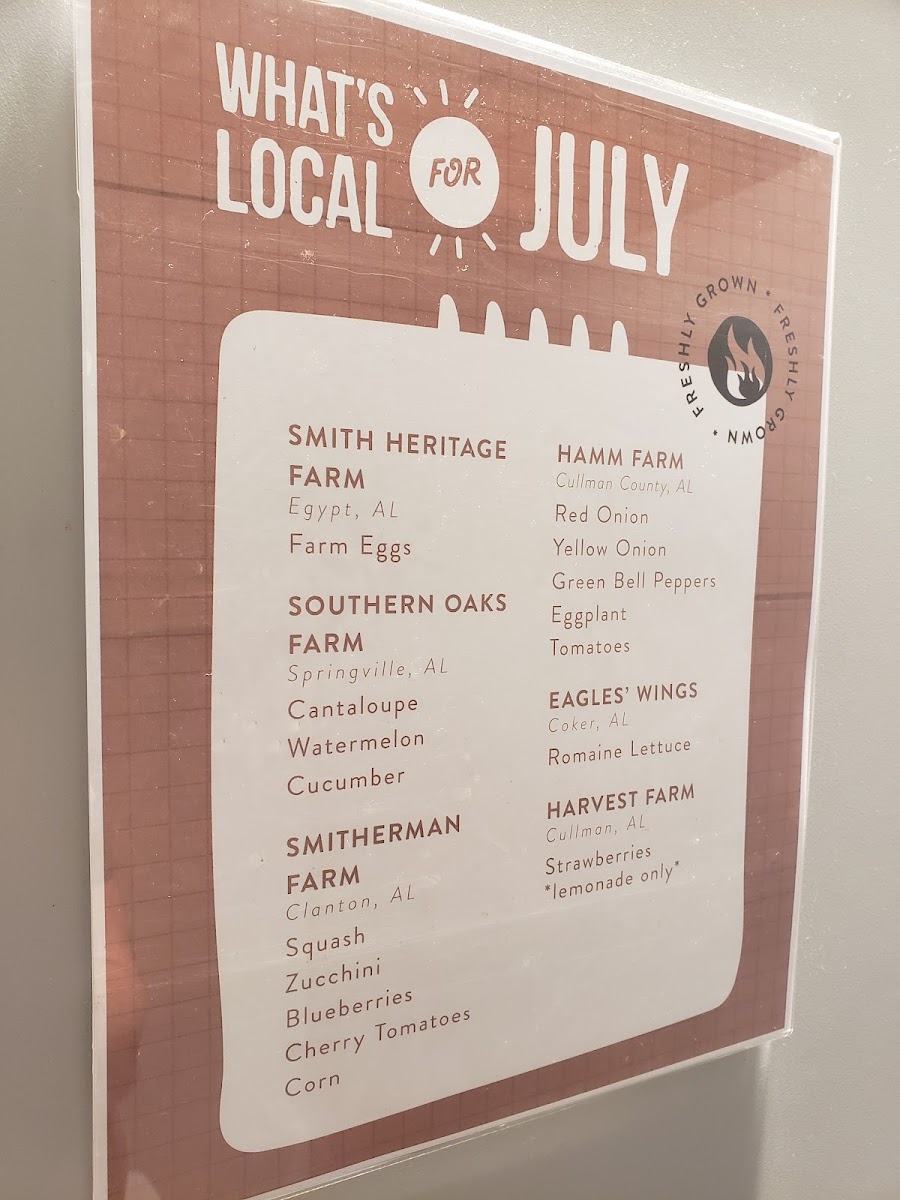 WHAT'S
LOCAL
FOR
JULY
FRESHLY GROWN * FRESHLY GROWN *
SMITH HERITAGE
FARM
Egypt, AL
Farm Eggs
SOUTHERN OAKS
FARM
Springville, AL
Cantaloupe
Watermelon
Cucumber
SMITHERMAN
FARM
Clanton, AL
Squash
Zucchini
Blueberries
Cherry Tomatoes
Corn
HAMM FARM
Cullman County, AL
Red Onion
Yellow Onion
Green Bell Peppers
Eggplant
Tomatoes
EAGLES' WINGS
Coker, AL
Romaine Lettuce
HARVEST FARM
Cullman, AL
Strawberries
*lemonade only*